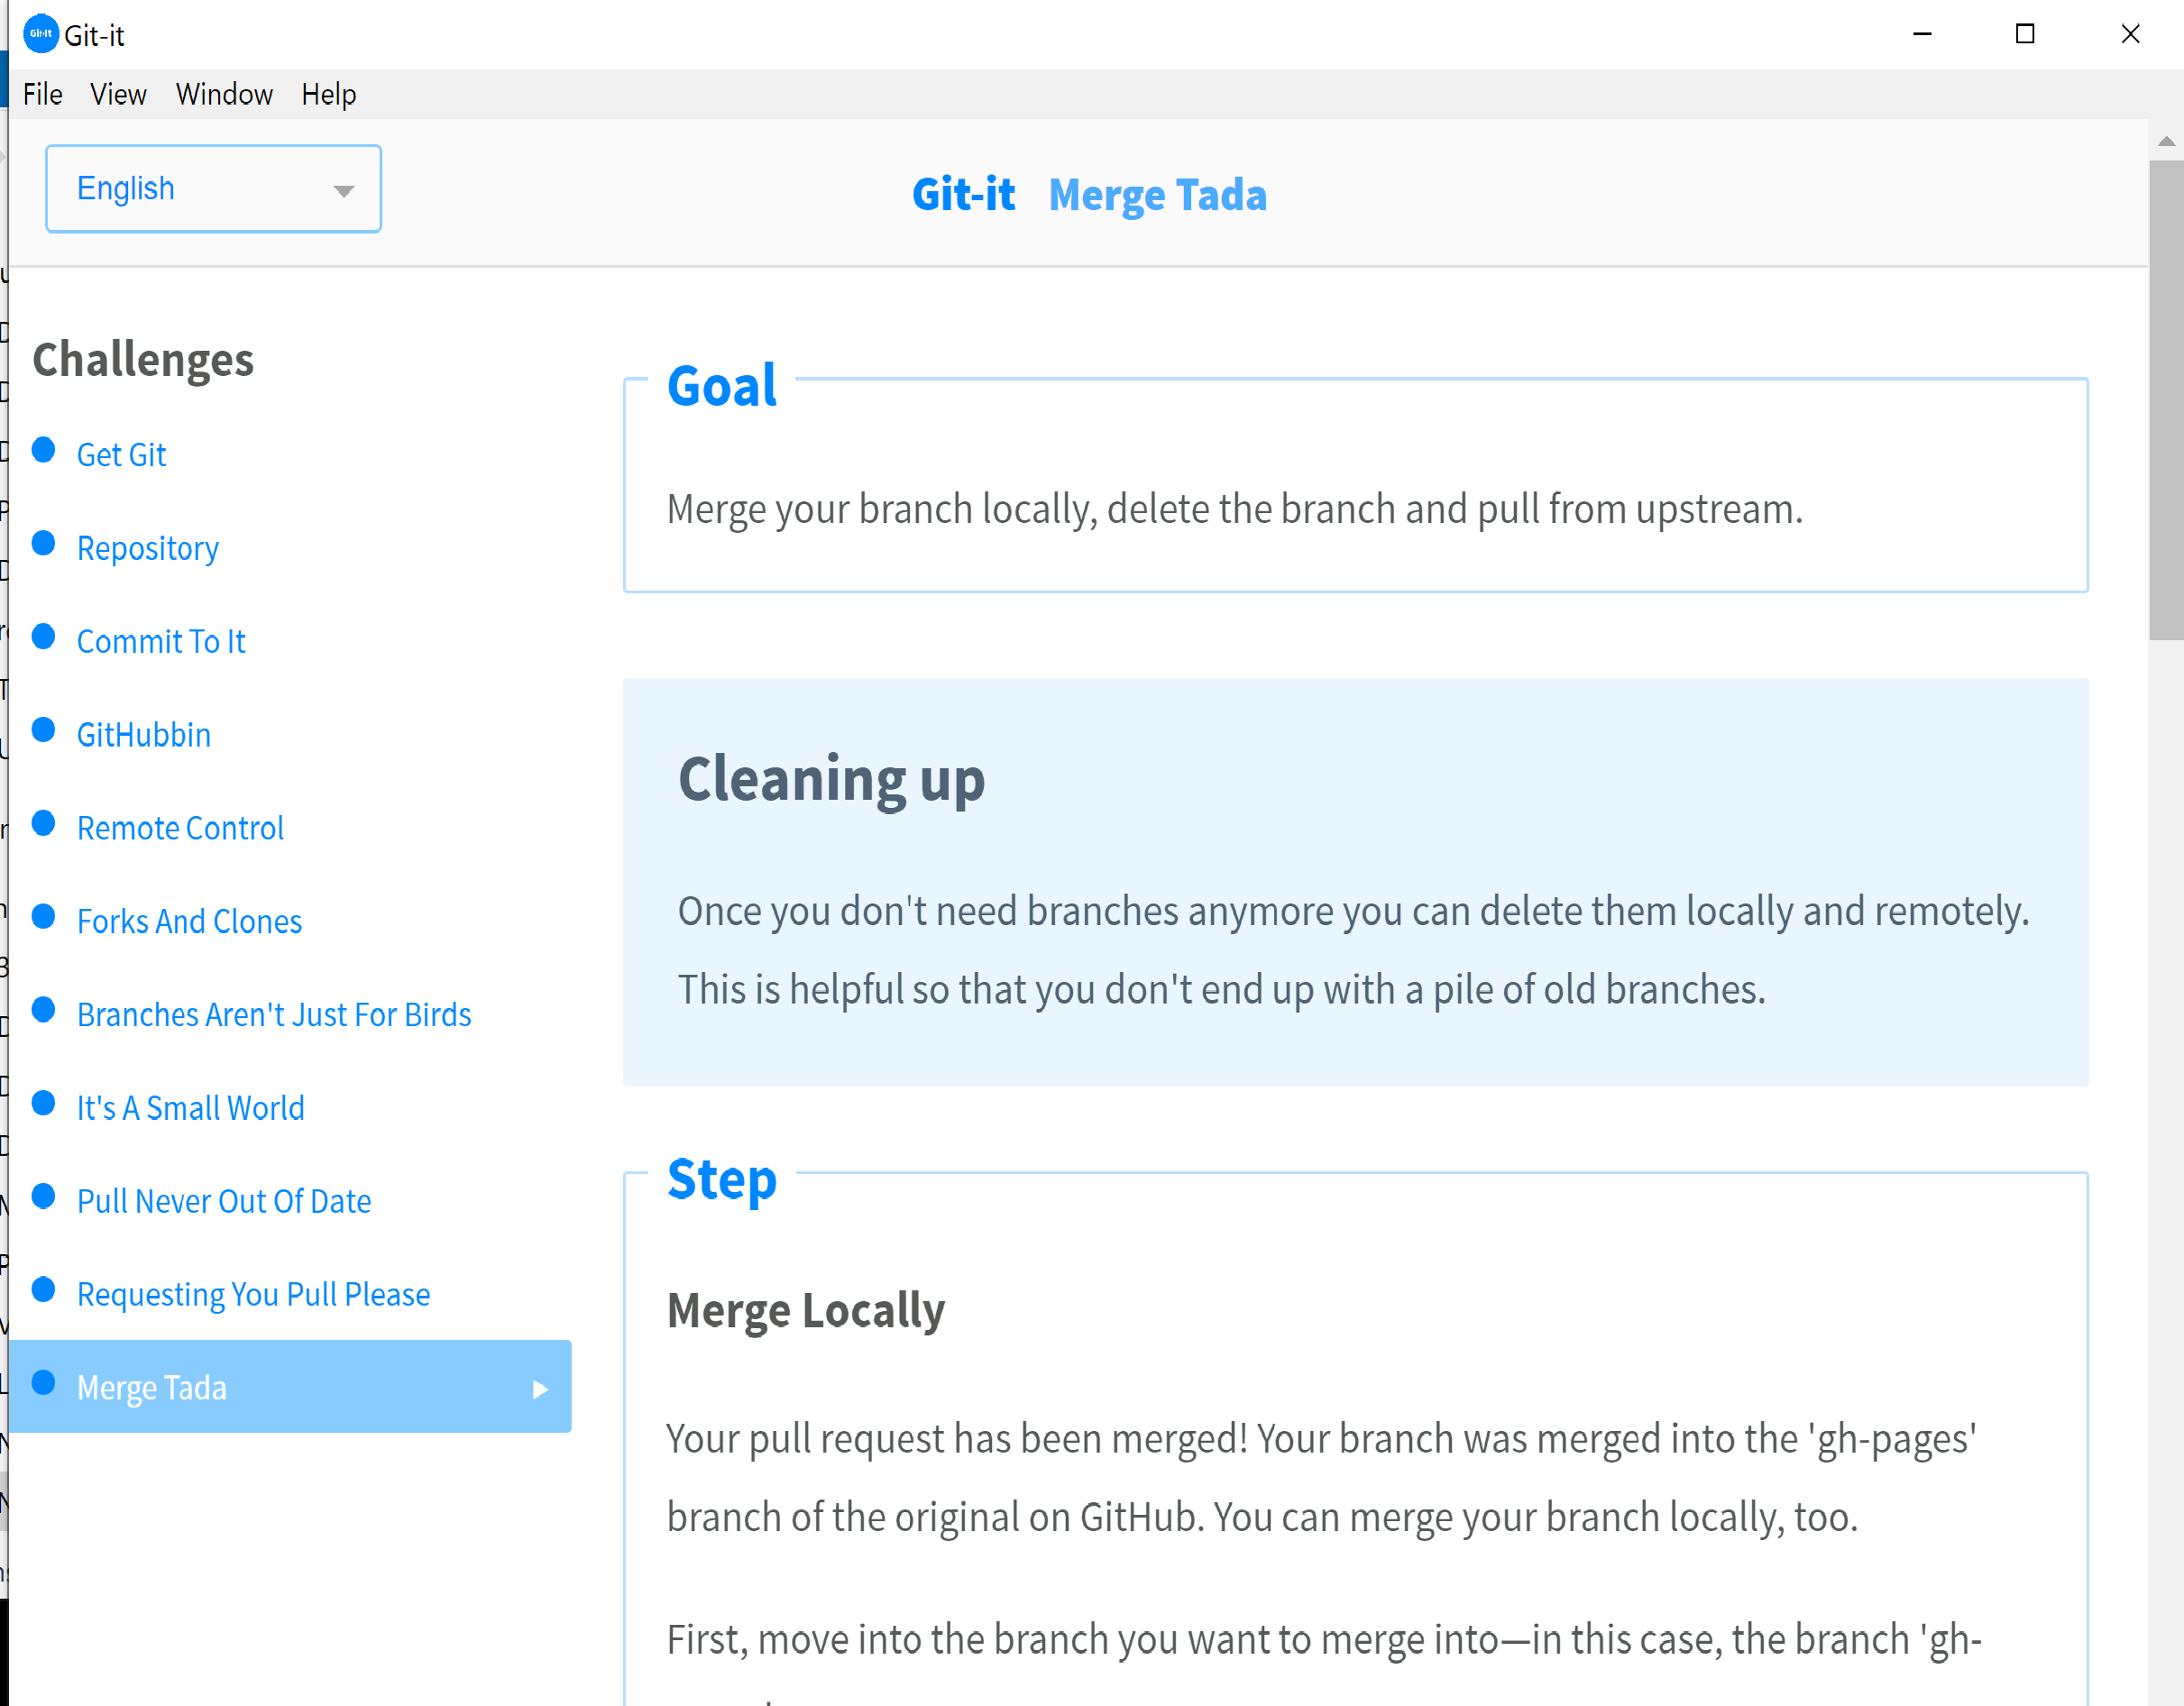 Git-it
Git-it
File View Window Help
English
Git-it Merge Tada
Challenges
Get Git
Repository
Commit To It
GitHubbin
Remote Control
Forks And Clones
Branches Aren't Just For Birds
It's A Small World
Pull Never Out Of Date
Requesting You Pull Please
Merge Tada
Goal
Merge your branch locally, delete the branch and pull from upstream.
Cleaning up
Once you don't need branches anymore you can delete them locally and remotely.
This is helpful so that you don't end up with a pile of old branches.
Step
Merge Locally
Your pull request has been merged! Your branch was merged into the 'gh-pages'
branch of the original on GitHub. You can merge your branch locally, too.
First, move into the branch you want to merge into—in this case, the branch 'gh-